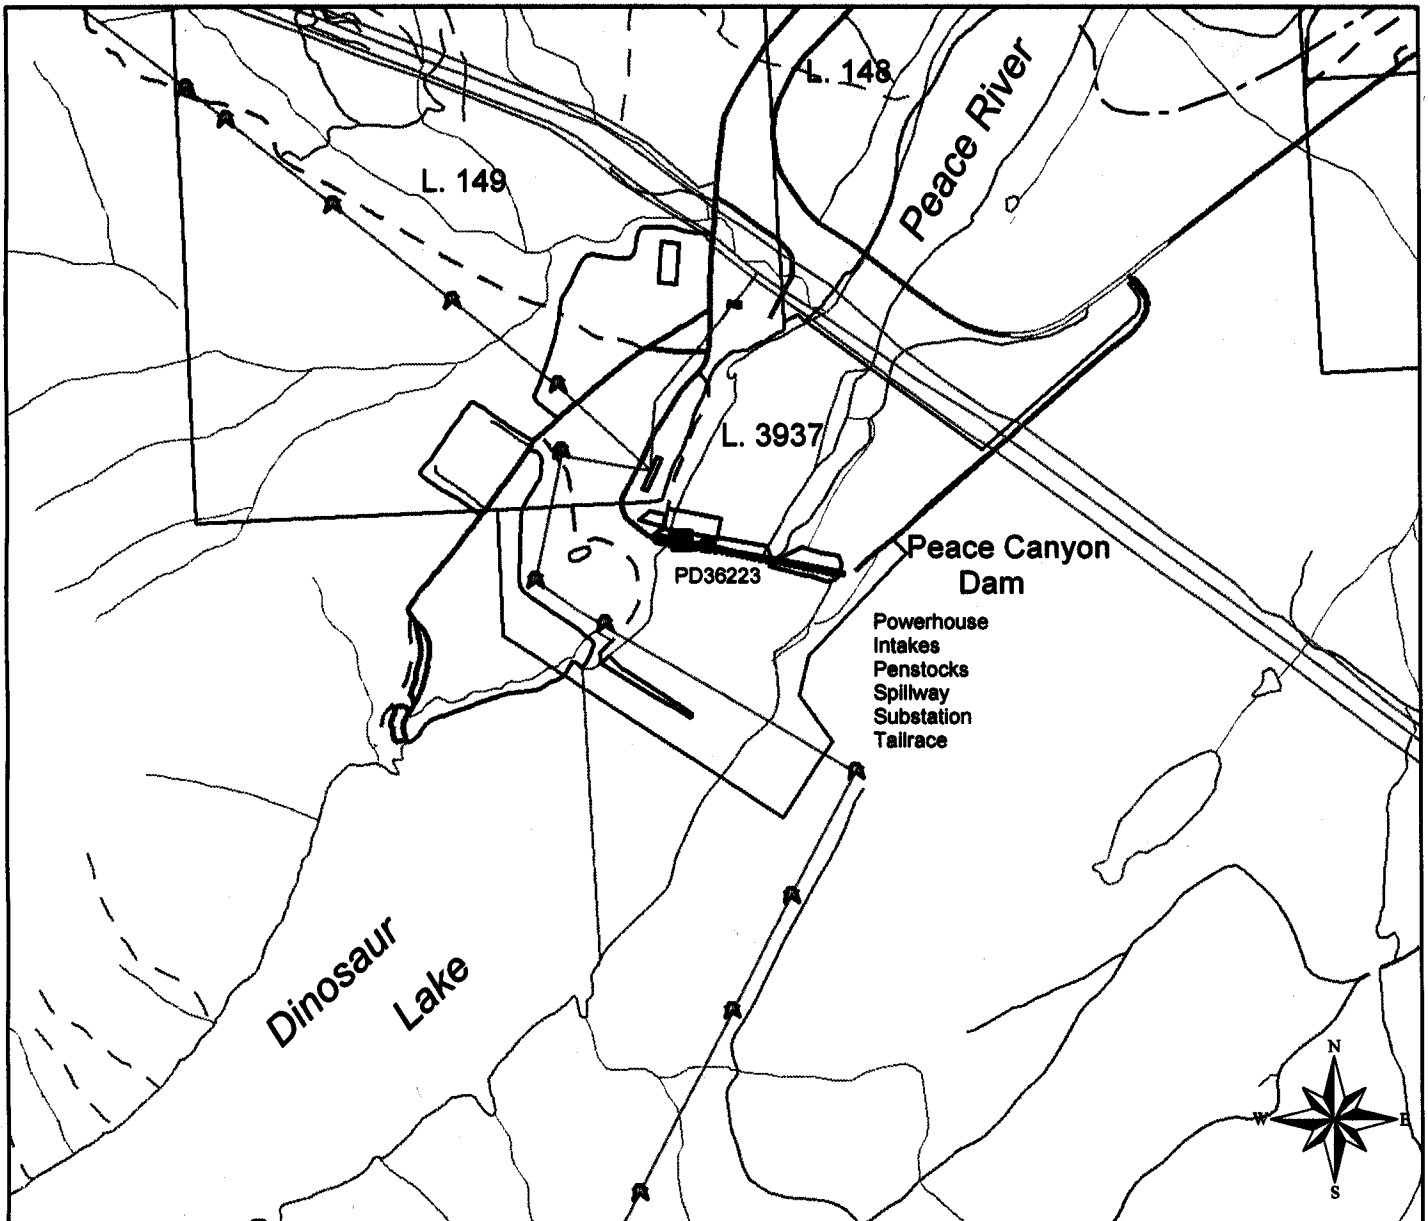 L. 148
Peace River
L. 149
L. 3937
Peace Canyon
Dam
PD36223
Powerhouse
Intakes
Penstocks
Spillway
Substation
Tailrace
Dinosaur
Lake
N
W
E
S